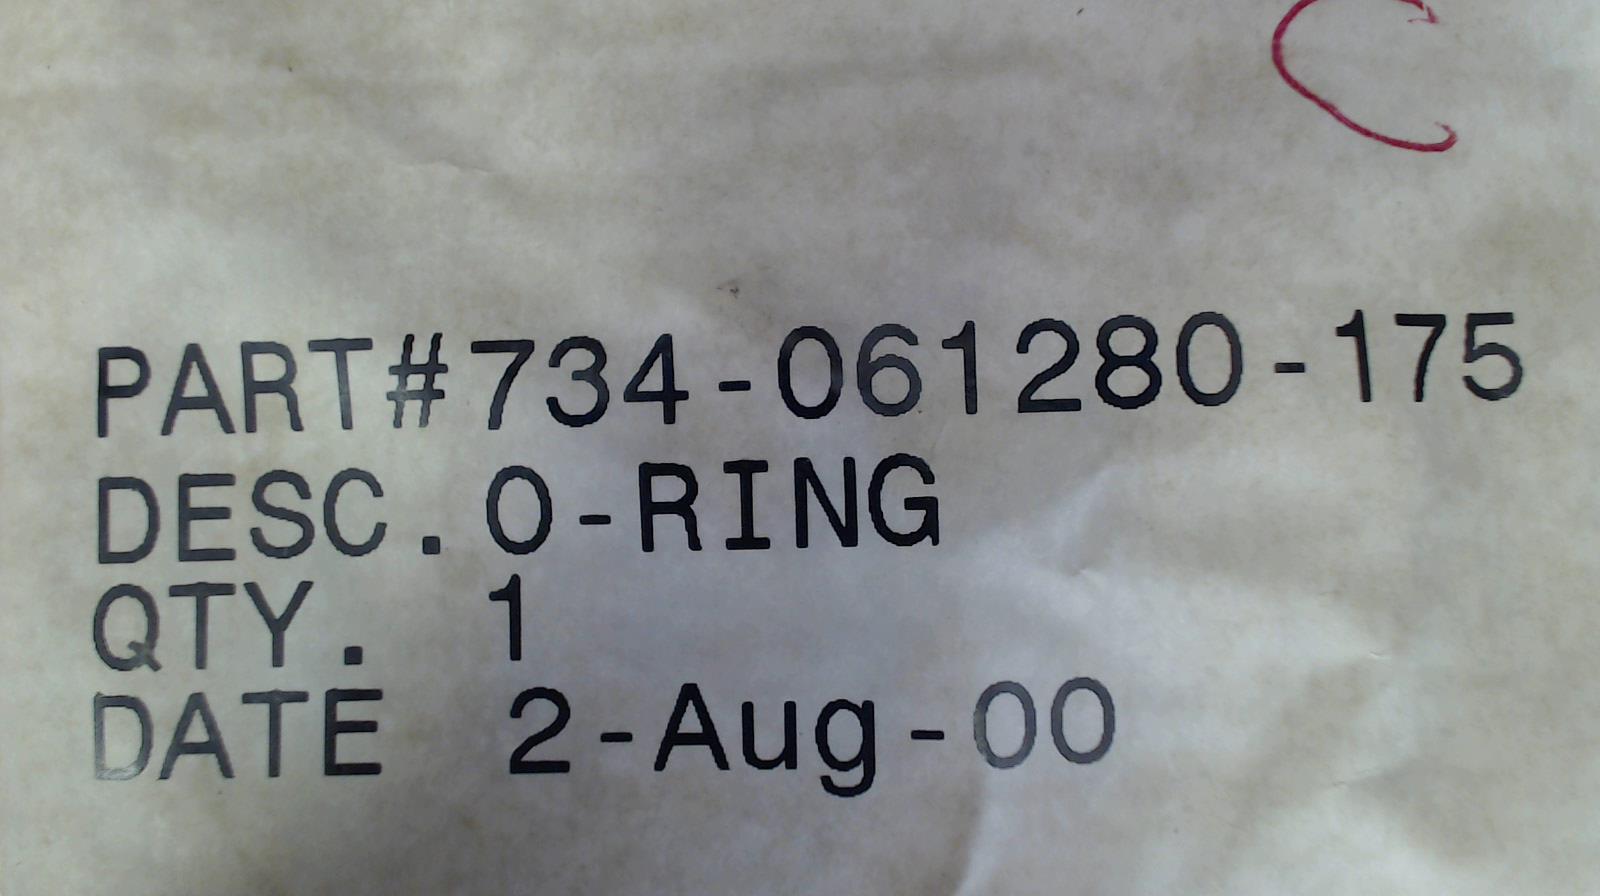 PART#734-061280-175
DESC.O-RING
QTY. 1
DATE 2-Aug-00